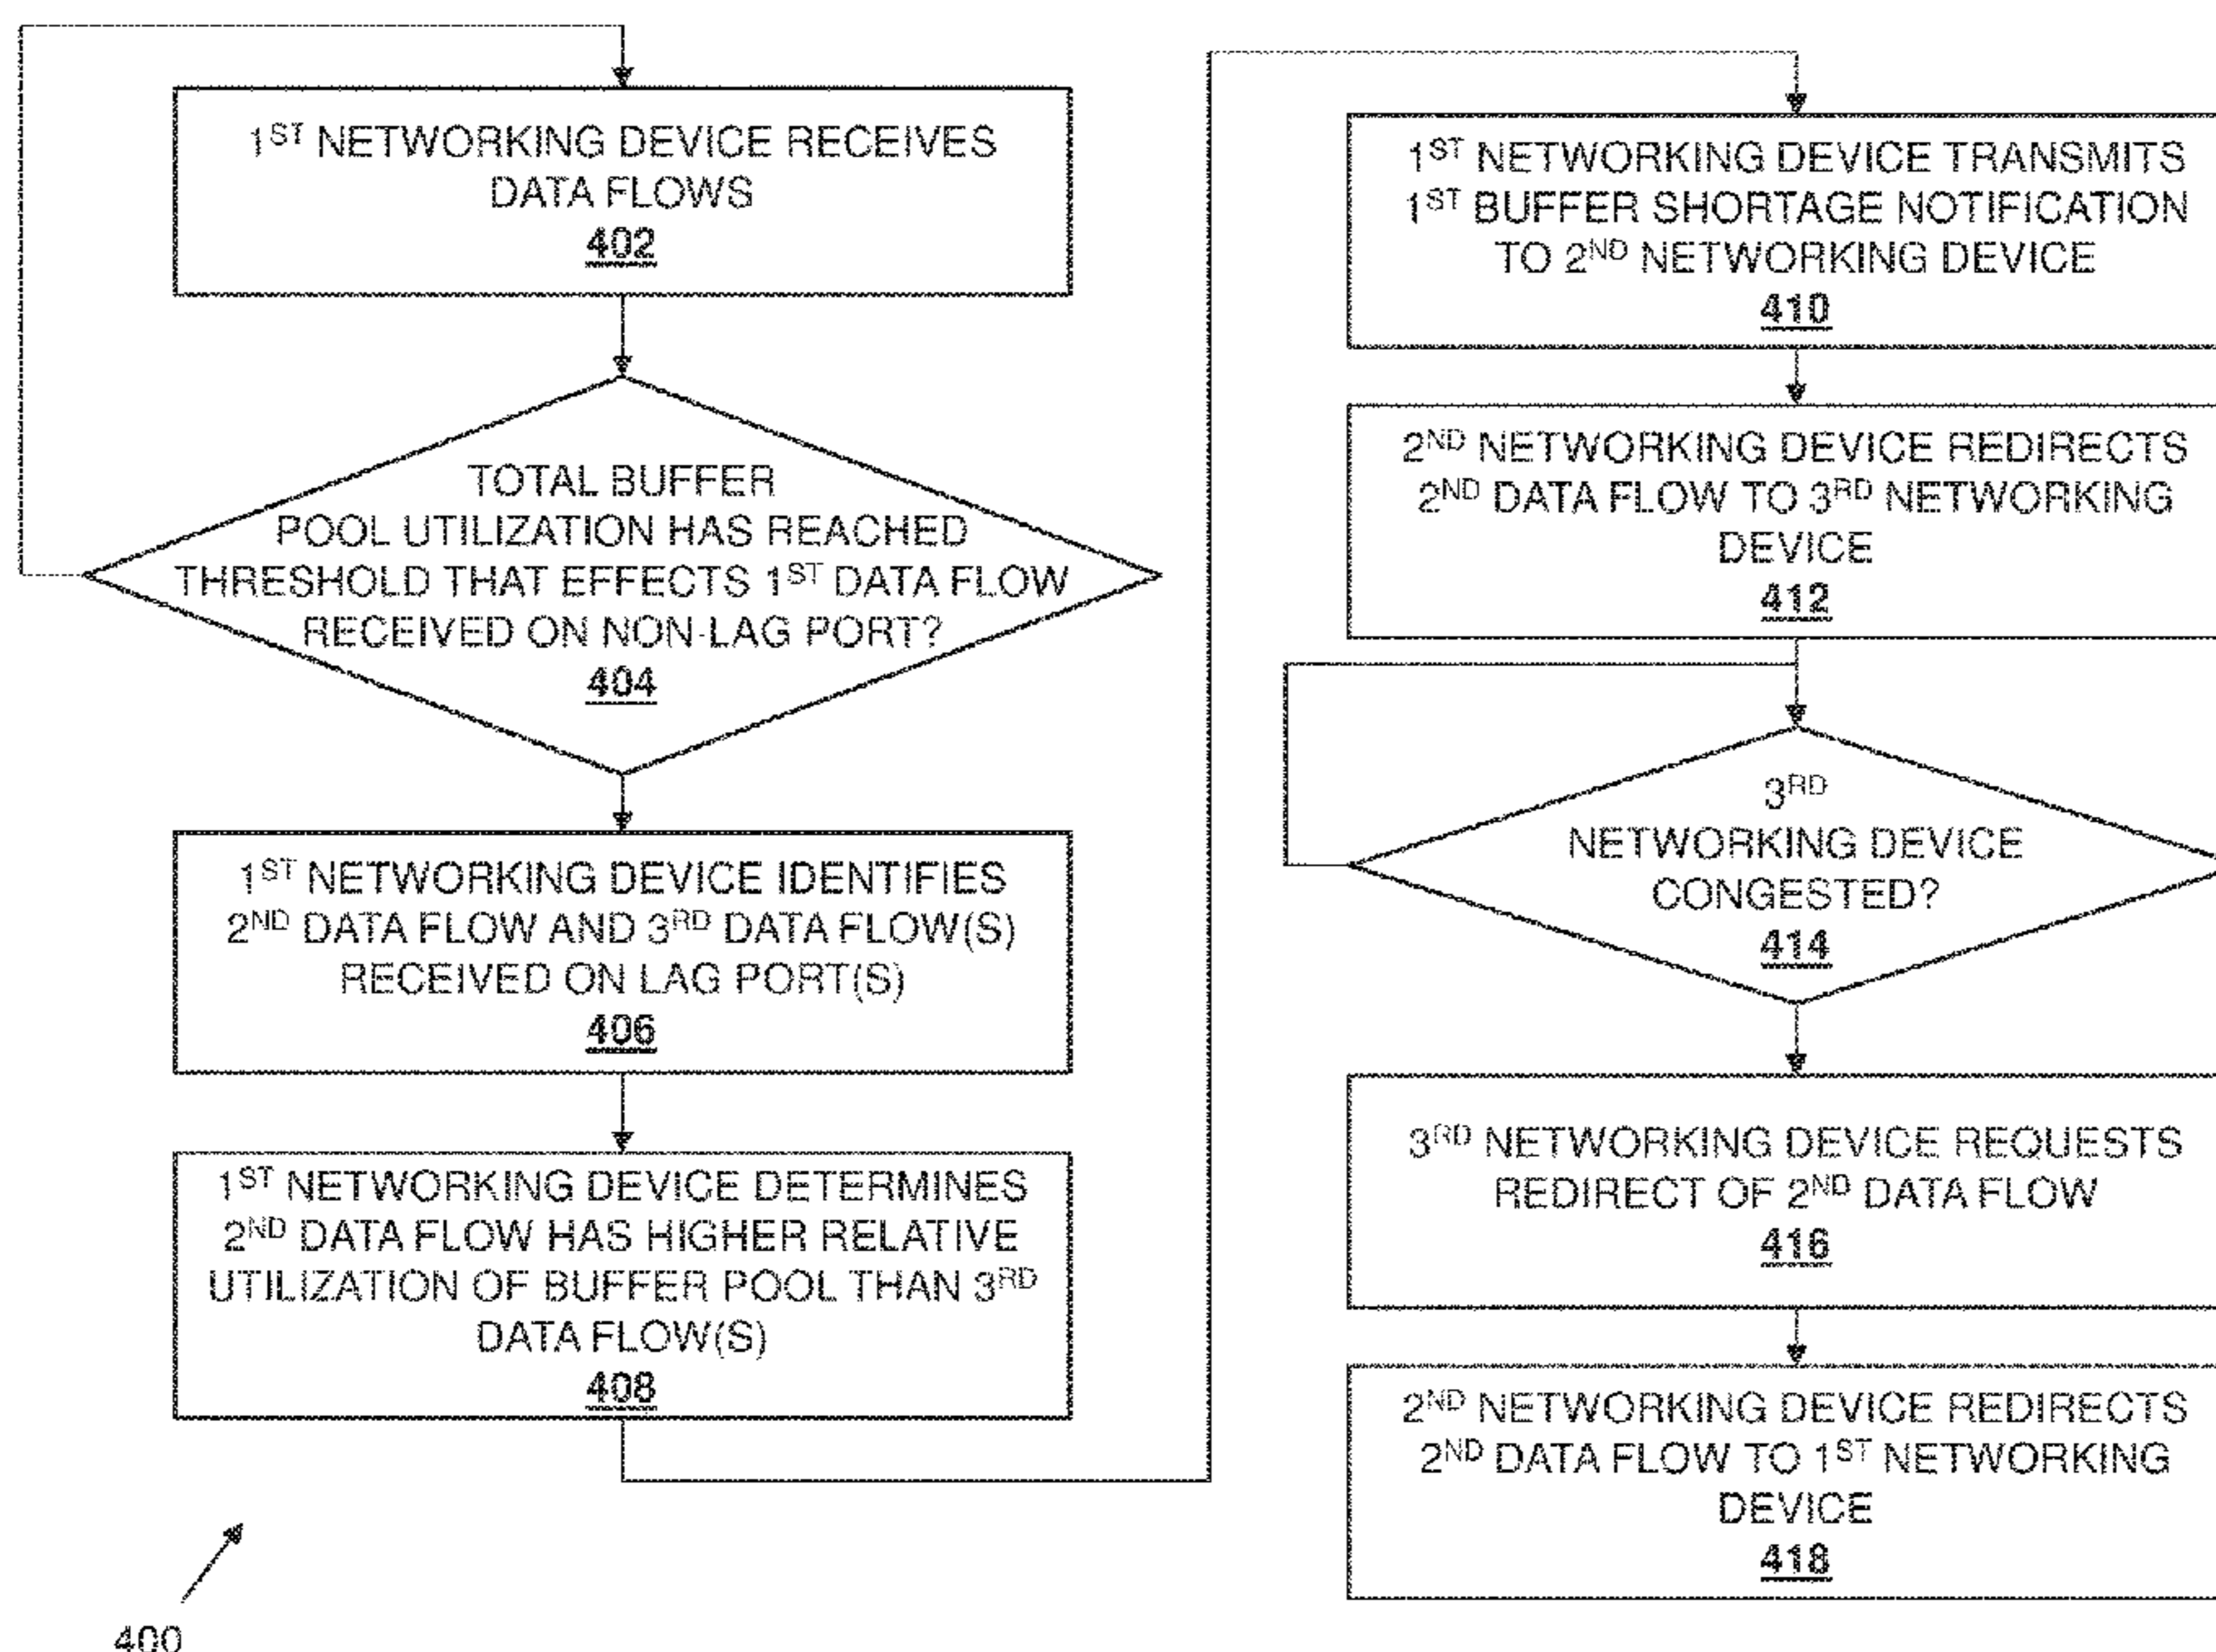 1ST NETWORKING DEVICE RECEIVES
DATA FLOWS
402
TOTAL BUFFER
POOL UTILIZATION HAS REACHED
THRESHOLD THAT EFFECTS 1ST DATA FLOW
RECEIVED ON NON-LAG PORT?
404
1ST NETWORKING DEVICE IDENTIFIES
2ND DATA FLOW AND 3RD DATA FLOW(S)
RECEIVED ON LAG PORT(S)
406
1ST NETWORKING DEVICE DETERMINES
2ND DATA FLOW HAS HIGHER RELATIVE
UTILIZATION OF BUFFER POOL THAN 3RD
DATA FLOW(S)
408
400
1ST NETWORKING DEVICE TRANSMITS
1ST BUFFER SHORTAGE NOTIFICATION
TO 2ND NETWORKING DEVICE
410
2ND NETWORKING DEVICE REDIRECTS
2ND DATA FLOW TO 3RD NETWORKING
DEVICE
412
3RD
NETWORKING DEVICE
CONGESTED?
414
3RD NETWORKING DEVICE REQUESTS
REDIRECT OF 2ND DATA FLOW
416
2ND NETWORKING DEVICE REDIRECTS
2ND DATA FLOW TO 1ST NETWORKING
DEVICE
418